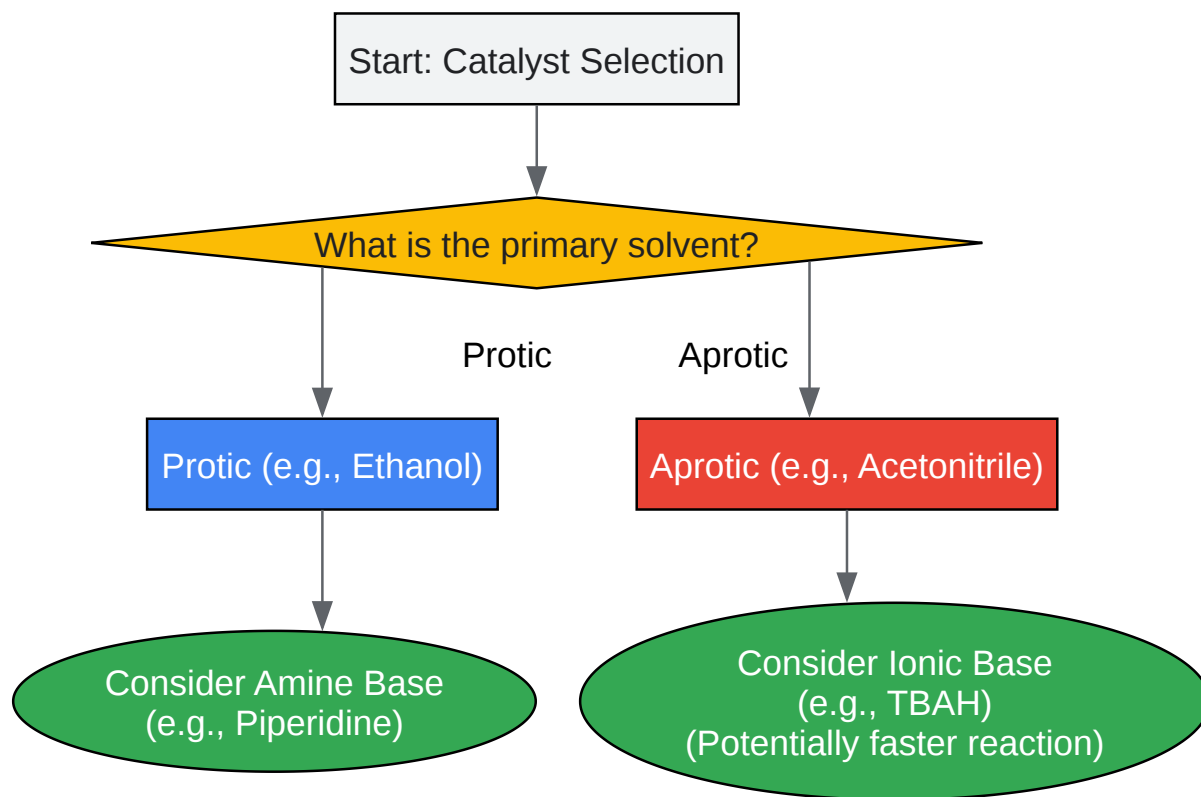 Start: Catalyst Selection
What is the primary solvent?
Protic
Aprotic
Protic (e.g., Ethanol)
Aprotic (e.g., Acetonitrile)
Consider Amine Base
(e.g., Piperidine)
Consider Ionic Base
(e.g., TBAH)
(Potentially faster reaction)